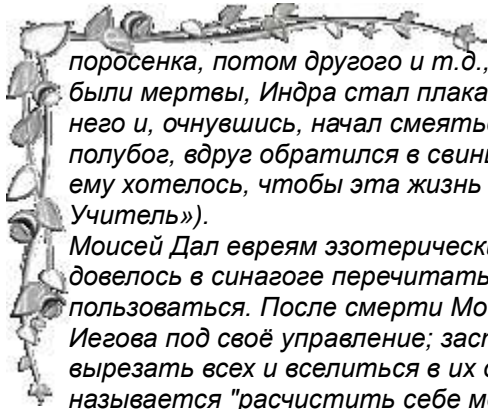 поросенка, потом другого и т.д.,
были мертвы, Индра стал плака
него и, очнувшись, начал смеять
полубог, вдруг обратился в свин
ему хотелось, чтобы эта жизнь
Учитель»).
Моисей Дал евреям эзотерическ
довелось в синагоге перечитать
пользоваться. После смерти Мо
Иегова под своё управление; заст
вырезать всех и вселиться в их
называется "расчистить себе м